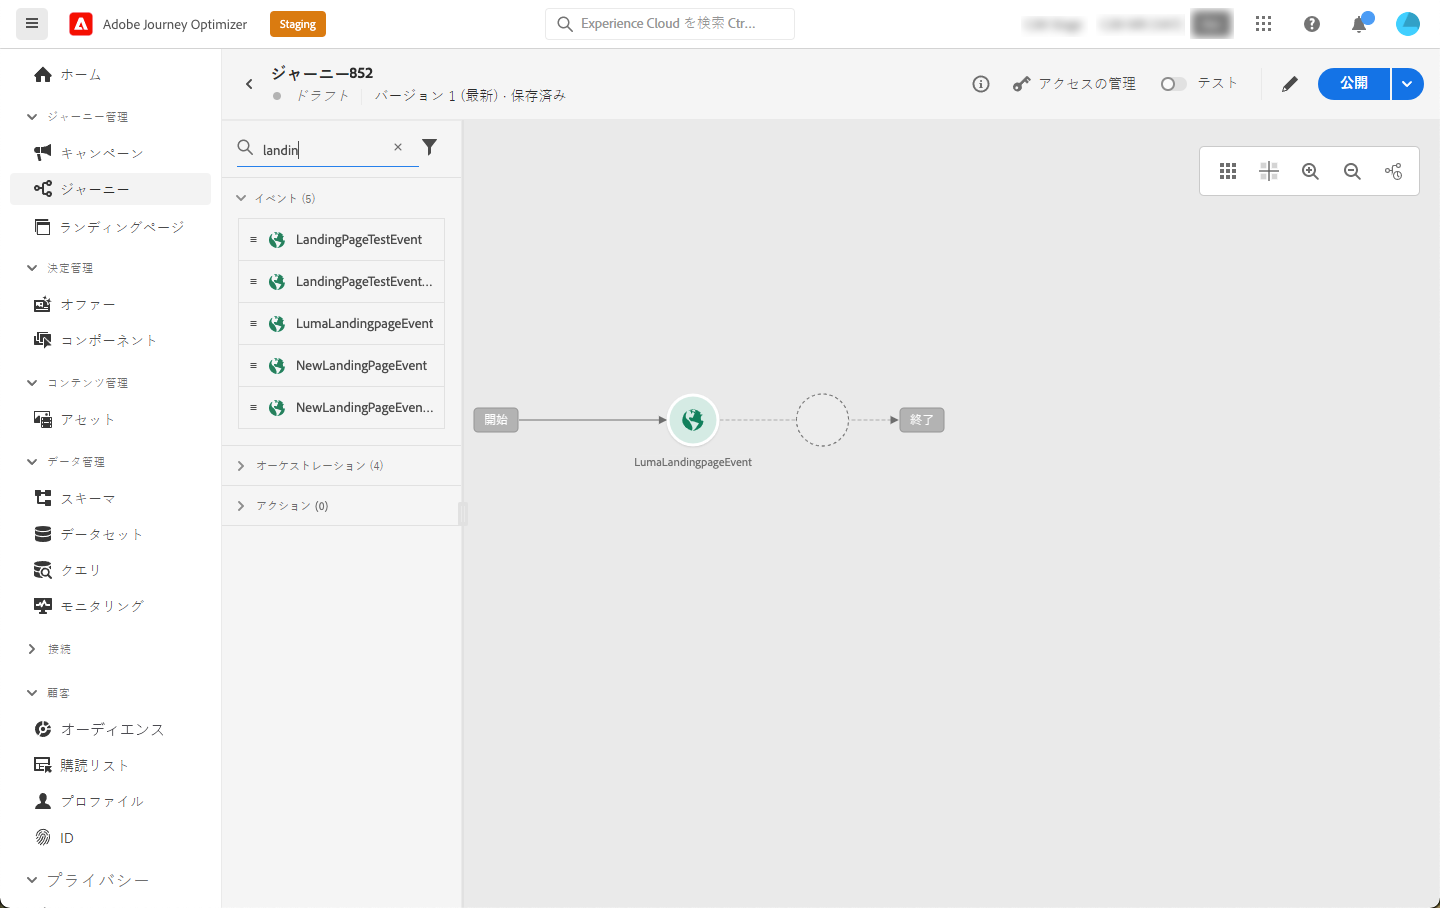 Adobe Journey Optimizer
Staging
Experience Cloud を検索 Ctr...
ホーム
ジャーニー管理
キャンペーン
ジャーニー
ランディングページ
決定管理
オファー
コンポーネント
コンテンツ管理
アセット
データ管理
スキーマ
データセット
クエリ
モニタリング
接続
顧客
オーディエンス
購読リスト
プロファイル
ID
プライバシー
ジャーニー852
ドラフト
バージョン 1 (最新) · 保存済み
アクセスの管理
テスト
公開
landin
イベント (5)
LandingPageTestEvent
LandingPageTestEvent...
LumaLandingpageEvent
NewLandingPageEvent
NewLandingPageEven...
オーケストレーション (4)
アクション (0)
開始
LumaLandingpageEvent
終了